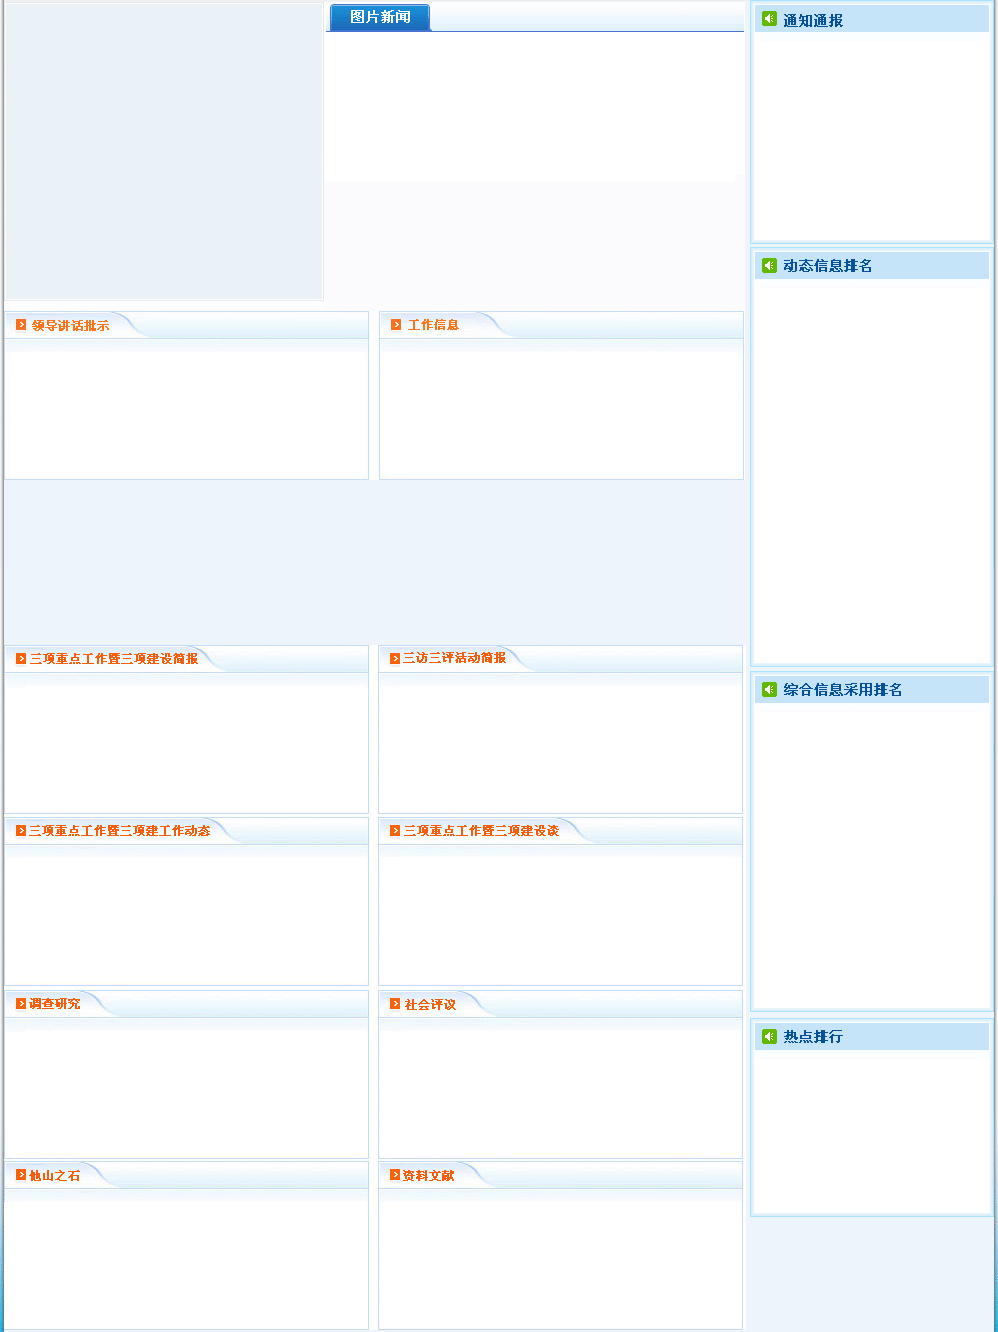 图片新闻
通知通报
动态信息排名
领导讲话批示
工作信息
三项重点工作暨三项建设简报
三访三评活动简报
综合信息采用排名
三项重点工作暨三项建工作动态
三项重点工作暨三项建设谈
调查研究
社会评议
热点排行
他山之石
资料文献